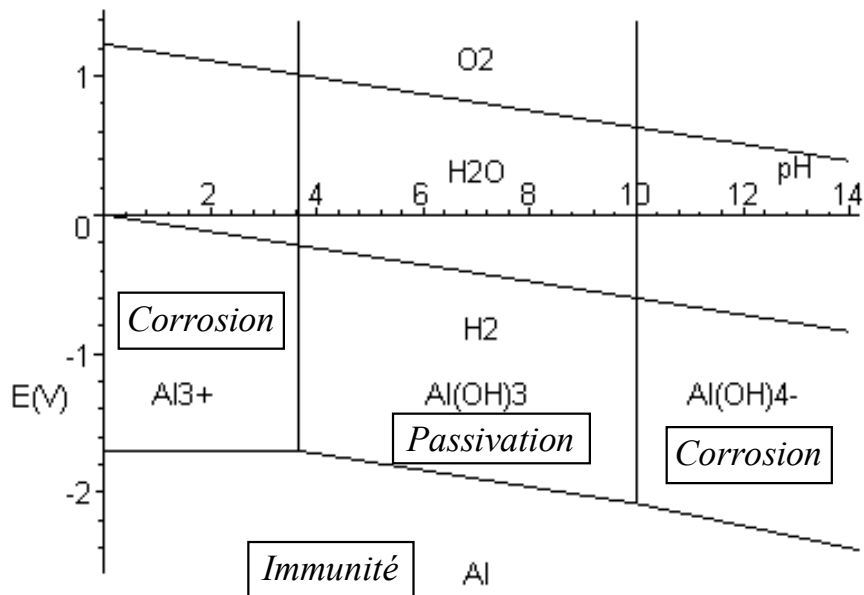 O2
1
H2O
pH
2 4 6 8 10 12 14
0
Corrosion
H2
-1
E(V)
Al3+ Al(OH)3 Al(OH)4-
Passivation
Corrosion
-2
Immunité
Al